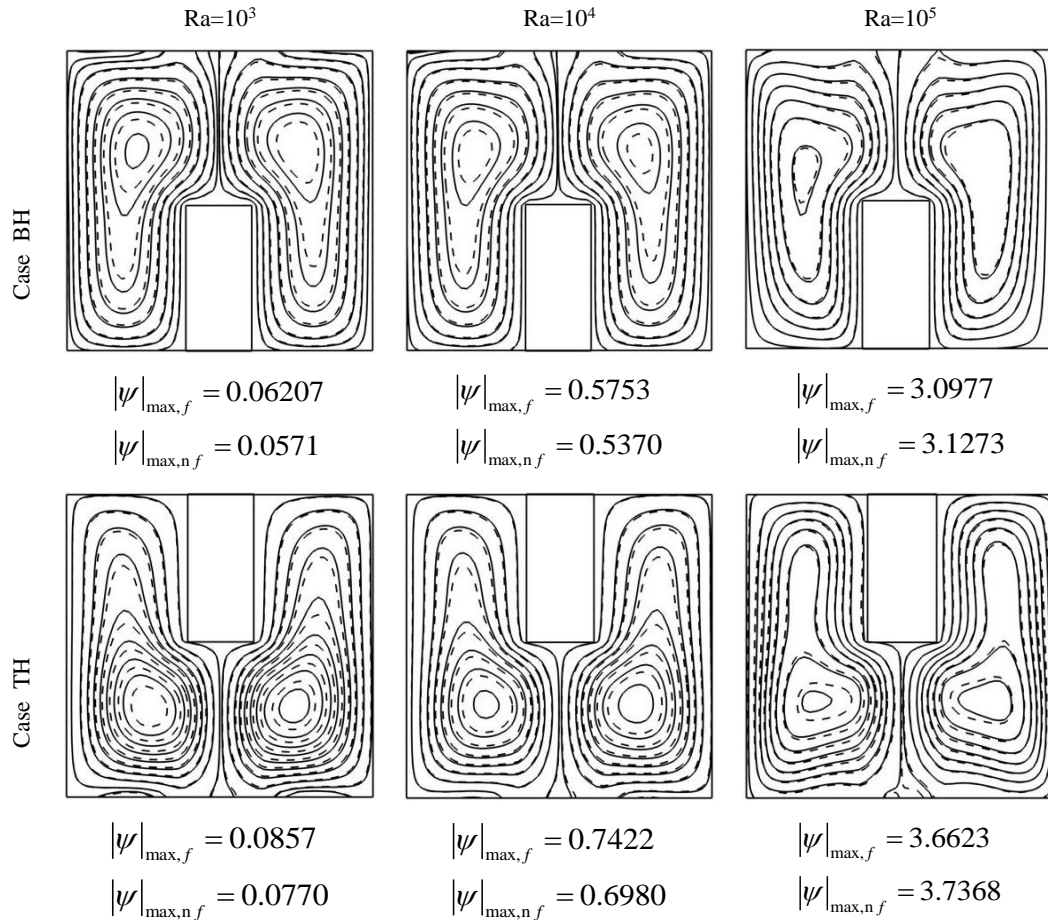 Ra=10³ Ra=10⁴ Ra=10⁵
Case BH
|ψ|max,f = 0.06207 |ψ|max,f = 0.5753 |ψ|max,f = 3.0977
|ψ|max,nf = 0.0571 |ψ|max,nf = 0.5370 |ψ|max,nf = 3.1273
Case TH
|ψ|max,f = 0.0857 |ψ|max,f = 0.7422 |ψ|max,f = 3.6623
|ψ|max,nf = 0.0770 |ψ|max,nf = 0.6980 |ψ|max,nf = 3.7368